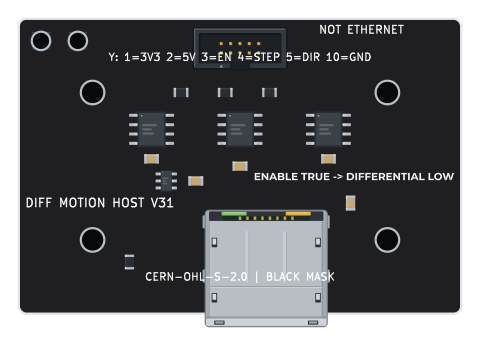 NOT ETHERNET
Y: 1=3V3 2=5V 3=EN 4=STEP 5=DIR 10=GND
ENABLE TRUE -> DIFFERENTIAL LOW
DIFF MOTION HOST V31
CERN-OHL-S-2.0 | BLACK MASK